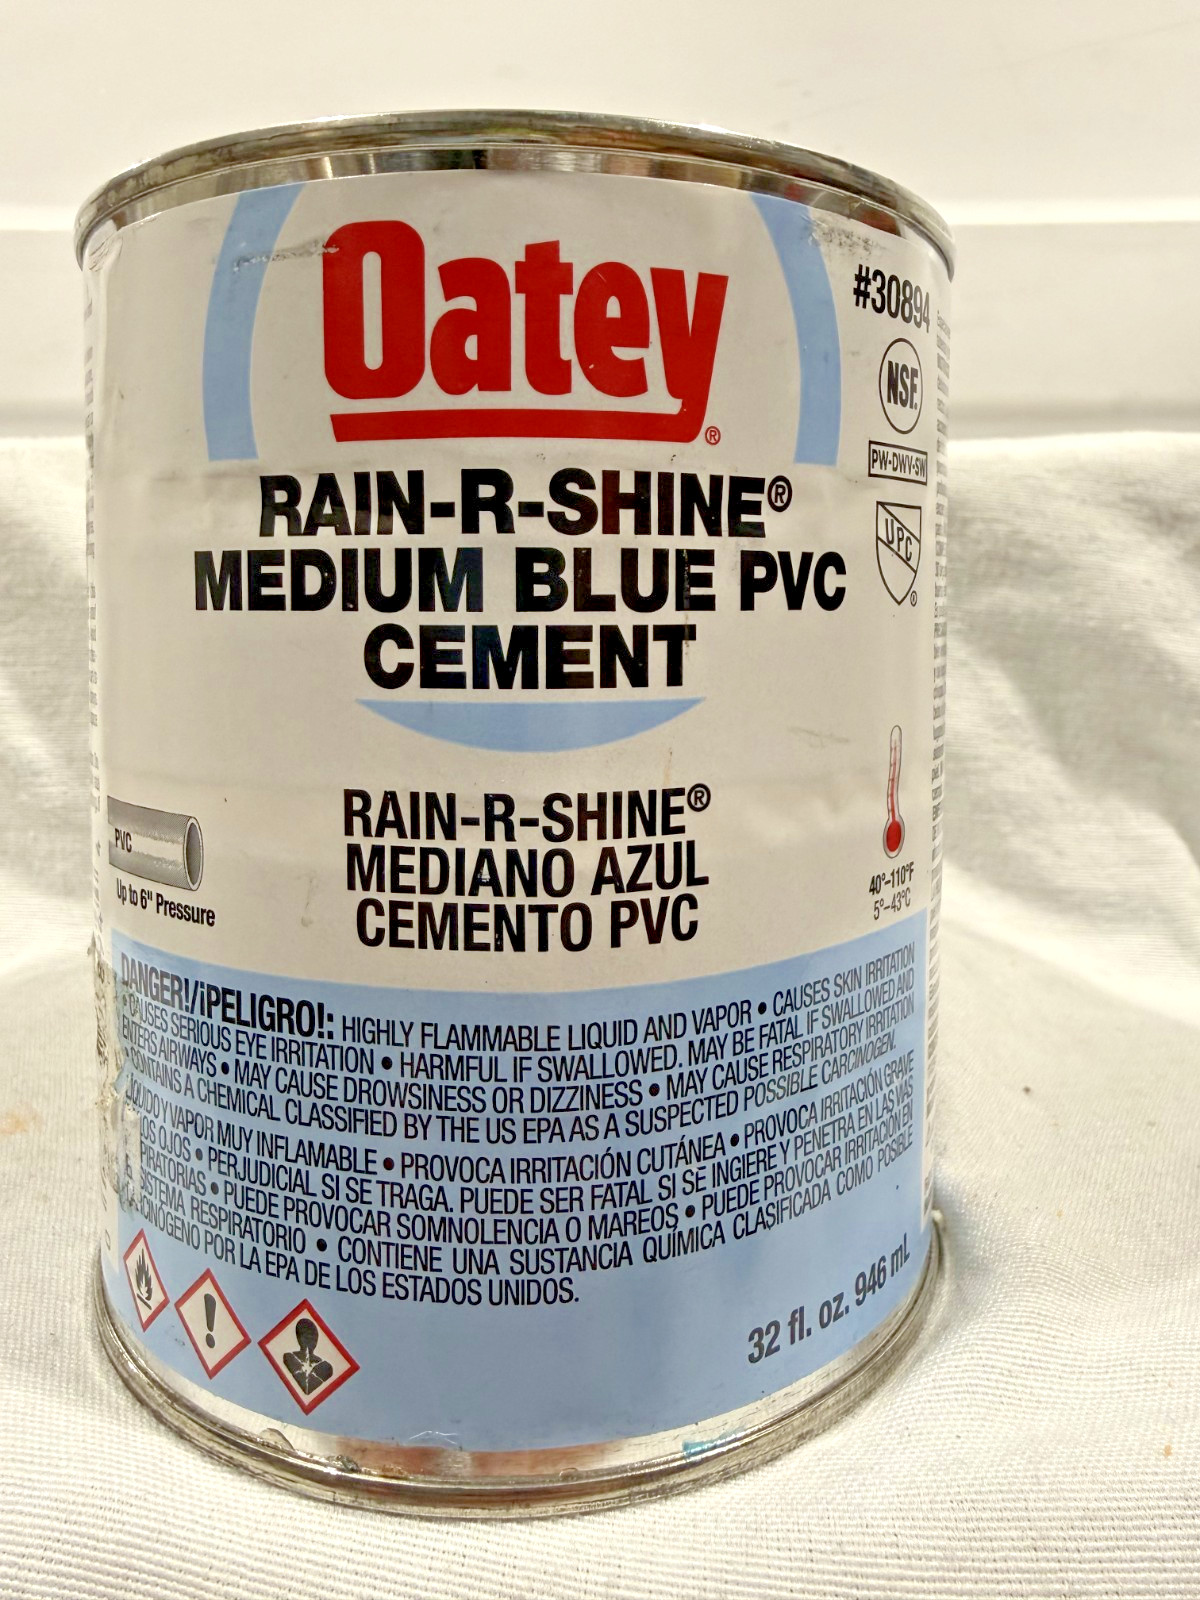 Oatey®
#30894
NSF.
PW-DWV-SW
UPC
®
RAIN-R-SHINE®
MEDIUM BLUE PVC
CEMENT
RAIN-R-SHINE®
MEDIANO AZUL
CEMENTO PVC
PVC
Up to 6" Pressure
40°–110°F
5°–43°C
DANGER!/¡PELIGRO!: HIGHLY FLAMMABLE LIQUID AND VAPOR • CAUSES SKIN IRRITATION
• CAUSES SERIOUS EYE IRRITATION • HARMFUL IF SWALLOWED. MAY BE FATAL IF SWALLOWED AND
ENTERS AIRWAYS • MAY CAUSE DROWSINESS OR DIZZINESS • MAY CAUSE RESPIRATORY IRRITATION
• CONTAINS A CHEMICAL CLASSIFIED BY THE US EPA AS A SUSPECTED POSSIBLE CARCINOGEN.
LÍQUIDO Y VAPOR MUY INFLAMABLE • PROVOCA IRRITACIÓN CUTÁNEA • PROVOCA IRRITACIÓN GRAVE
LOS OJOS • PERJUDICIAL SI SE TRAGA. PUEDE SER FATAL SI SE INGIERE Y PENETRA EN LAS VIAS
PIRATORIAS • PUEDE PROVOCAR SOMNOLENCIA O MAREOS • PUEDE PROVOCAR IRRITACIÓN EN
SISTEMA RESPIRATORIO • CONTIENE UNA SUSTANCIA QUÍMICA CLASIFICADA COMO POSIBLE
CINÓGENO POR LA EPA DE LOS ESTADOS UNIDOS.
32 fl. oz. 946 mL